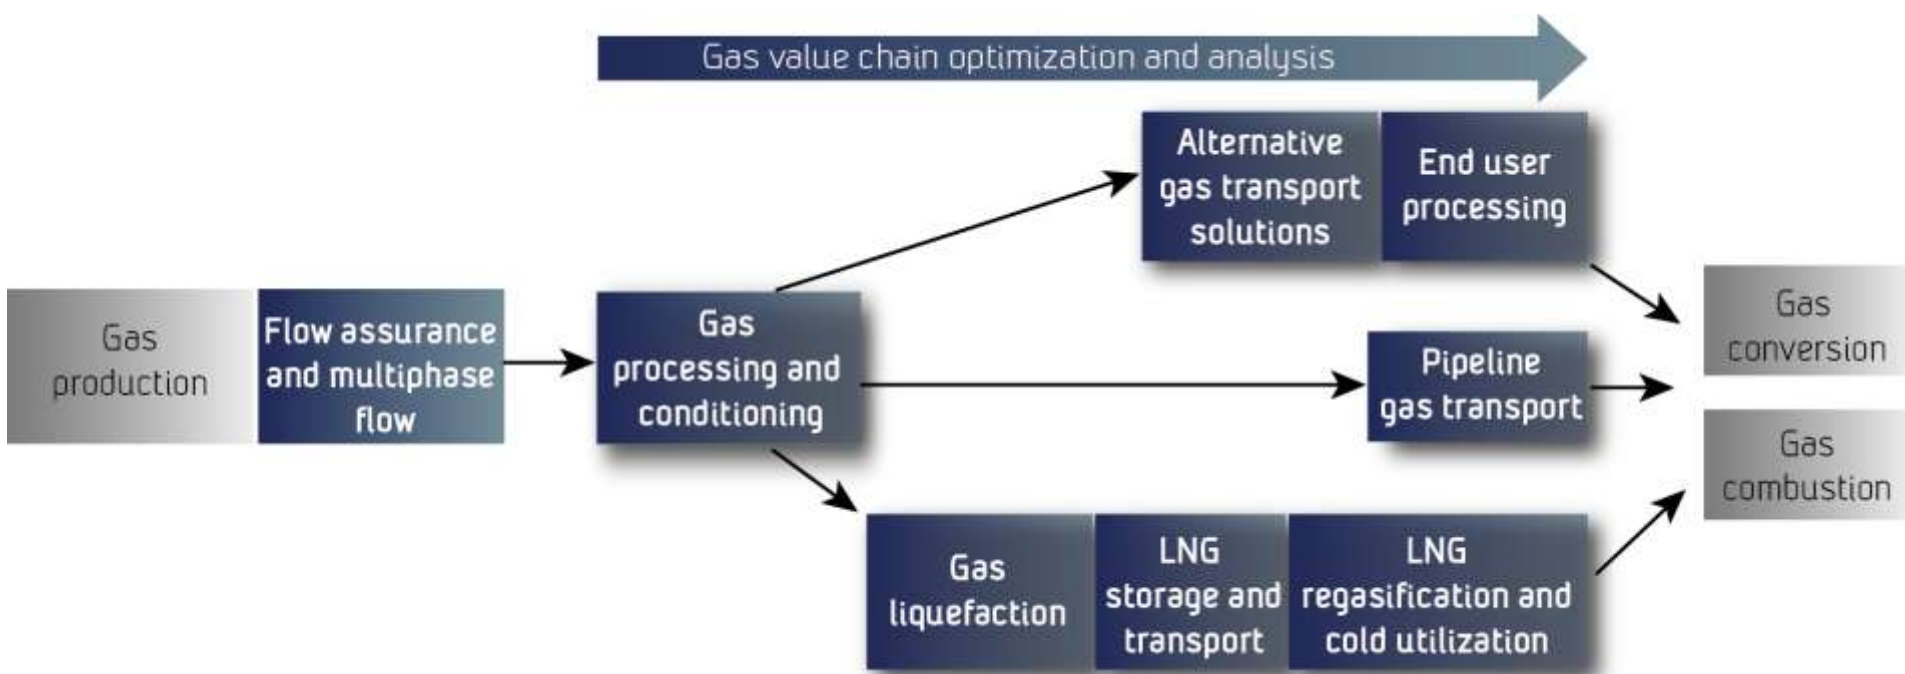 Gas value chain optimization and analysis
Alternative
gas transport
solutions
End user
processing
Gas
production
Flow assurance
and multiphase
flow
Gas
processing and
conditioning
Pipeline
gas transport
Gas
conversion
Gas
combustion
Gas
liquefaction
LNG
storage and
transport
LNG
regasification and
cold utilization